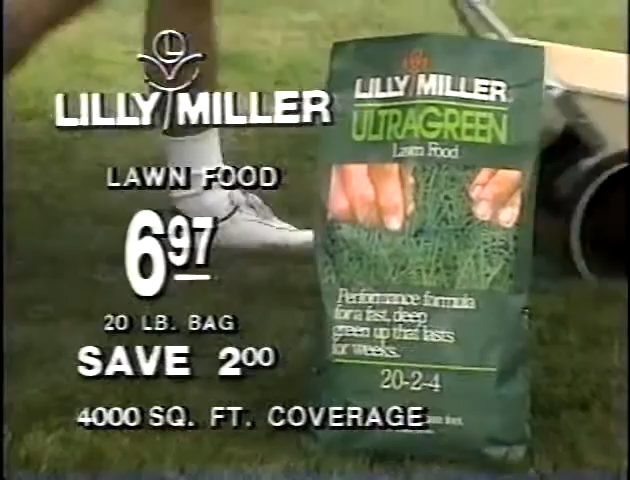 L
LILLY/MILLER
LAWN FOOD
6 97
20 LB. BAG
SAVE 2 00
4000 SQ. FT. COVERAGE
LILLY/MILLER
ULTRAGREEN
Lawn Food
Performance formula
for a fast, deep
green up that lasts
for weeks.
20-2-4